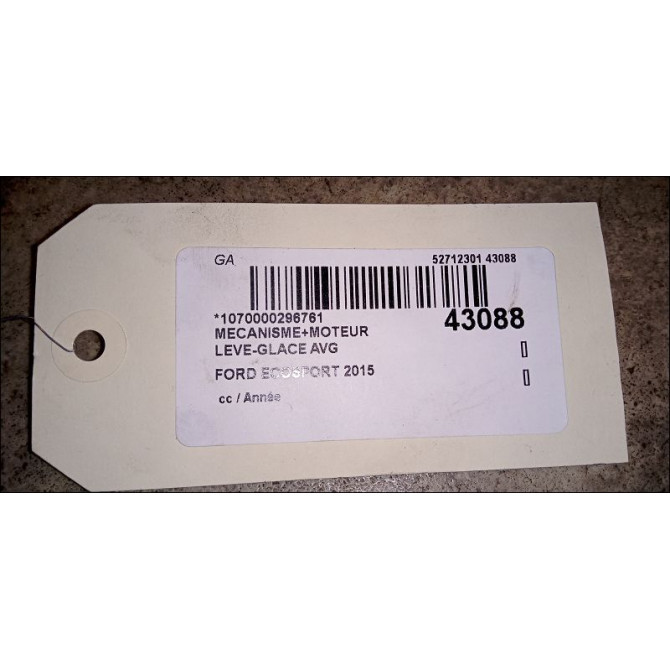 GA 52712301 43088
*1070000296761 43088
MECANISME+MOTEUR
LEVE-GLACE AVG
FORD ECOSPORT 2015
cc / Année